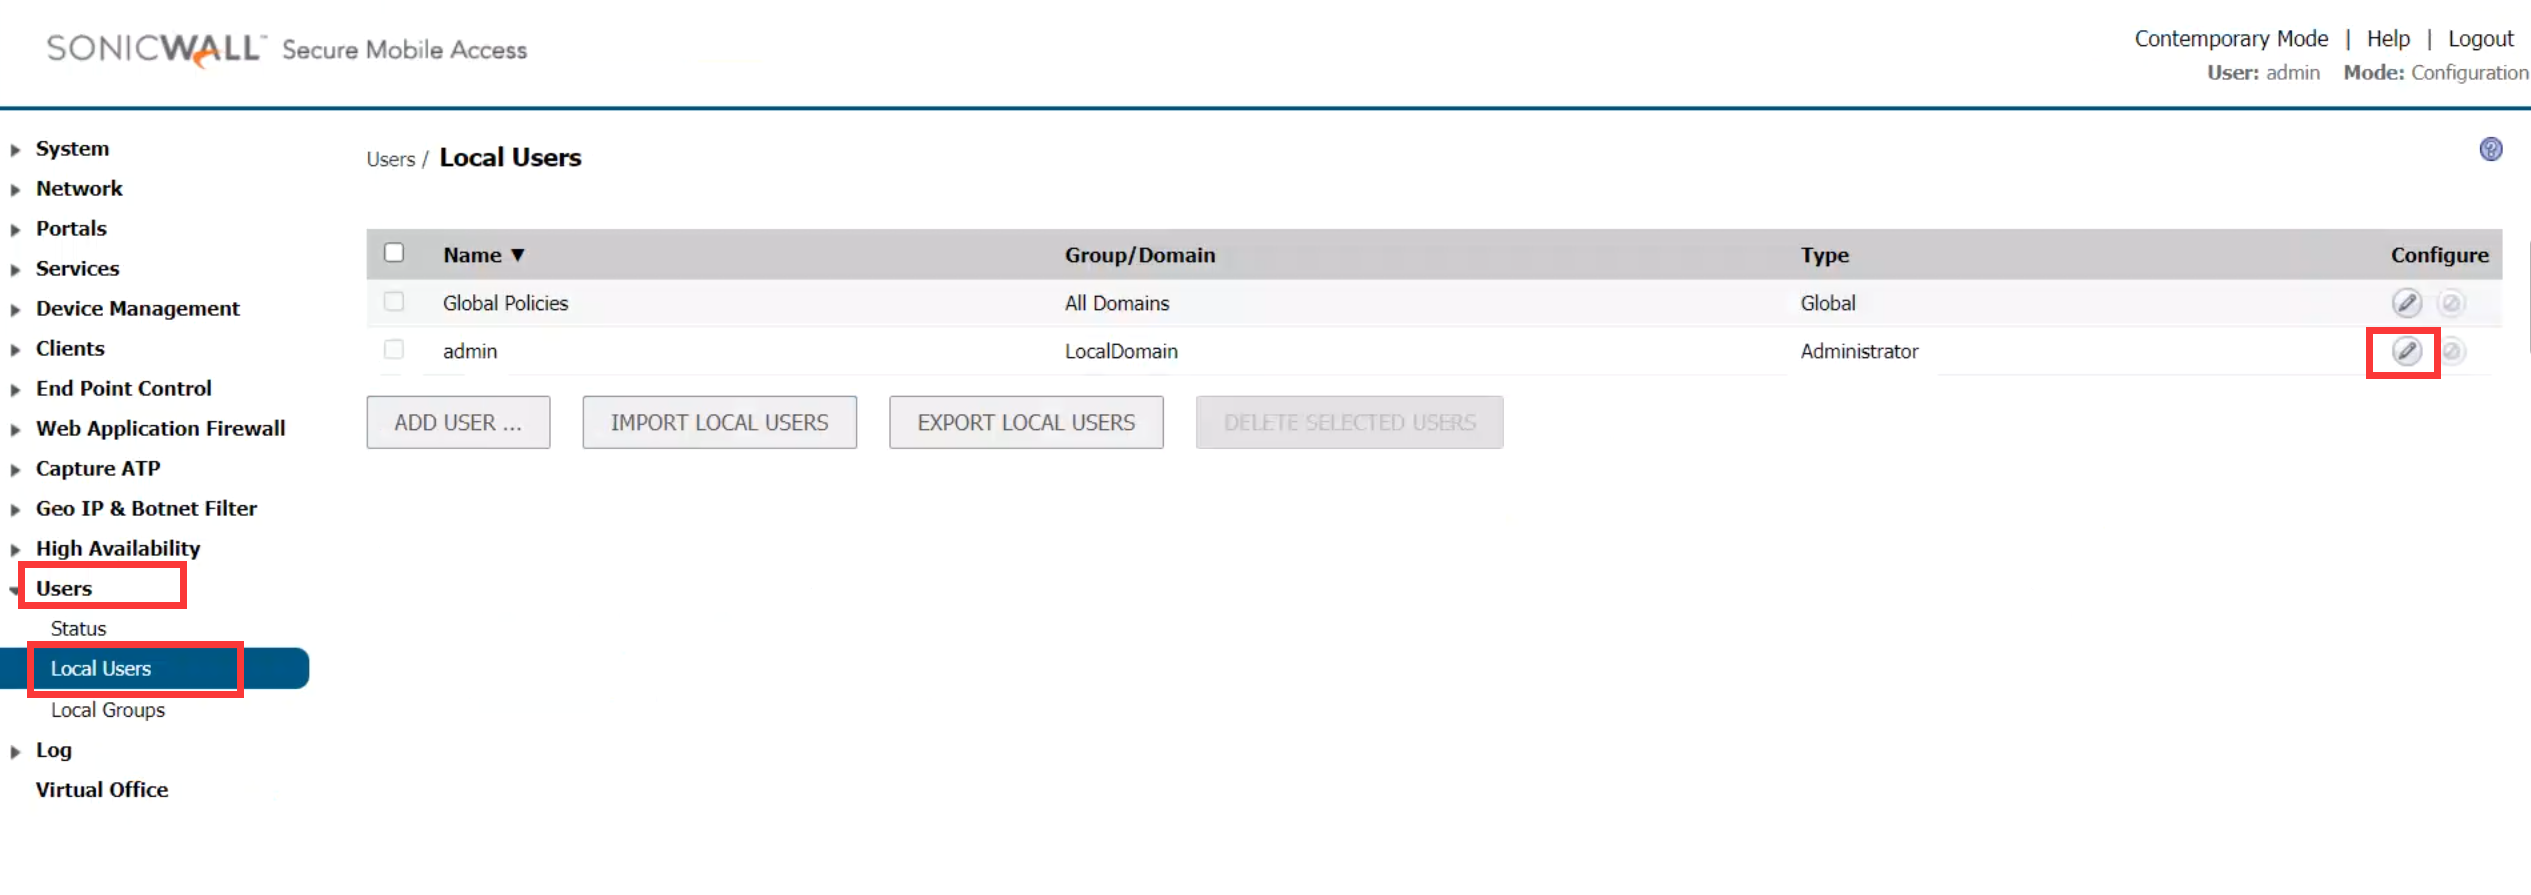 SONICWALL™ Secure Mobile Access
Contemporary Mode | Help | Logout
User: admin Mode: Configuration
System
Network
Portals
Services
Device Management
Clients
End Point Control
Web Application Firewall
Capture ATP
Geo IP & Botnet Filter
High Availability
Users
Status
Local Users
Local Groups
Log
Virtual Office
Users / Local Users
Name ▼ Group/Domain Type Configure
Global Policies All Domains Global
admin LocalDomain Administrator
ADD USER ... IMPORT LOCAL USERS EXPORT LOCAL USERS DELETE SELECTED USERS